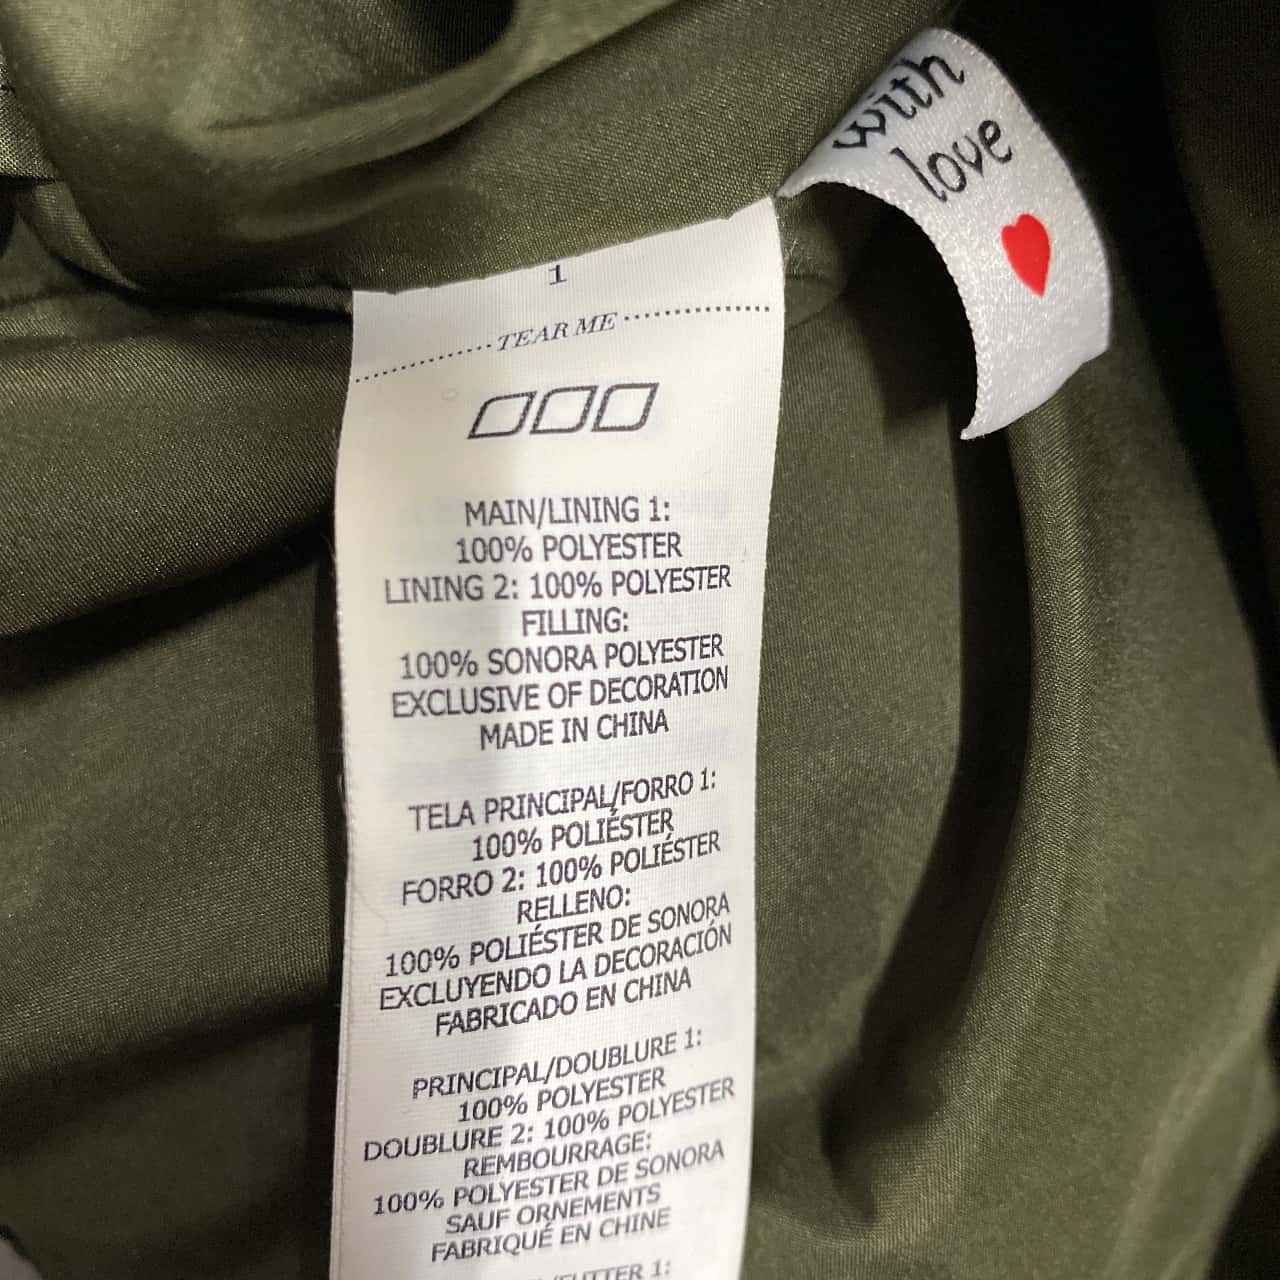 with
love
1
TEAR ME
MAIN/LINING 1:
100% POLYESTER
LINING 2: 100% POLYESTER
FILLING:
100% SONORA POLYESTER
EXCLUSIVE OF DECORATION
MADE IN CHINA
TELA PRINCIPAL/FORRO 1:
100% POLIÉSTER
FORRO 2: 100% POLIÉSTER
RELLENO:
100% POLIÉSTER DE SONORA
EXCLUYENDO LA DECORACIÓN
FABRICADO EN CHINA
PRINCIPAL/DOUBLURE 1:
100% POLYESTER
DOUBLURE 2: 100% POLYESTER
REMBOURRAGE:
100% POLYESTER DE SONORA
SAUF ORNEMENTS
FABRIQUÉ EN CHINE
/FUTTER 1: